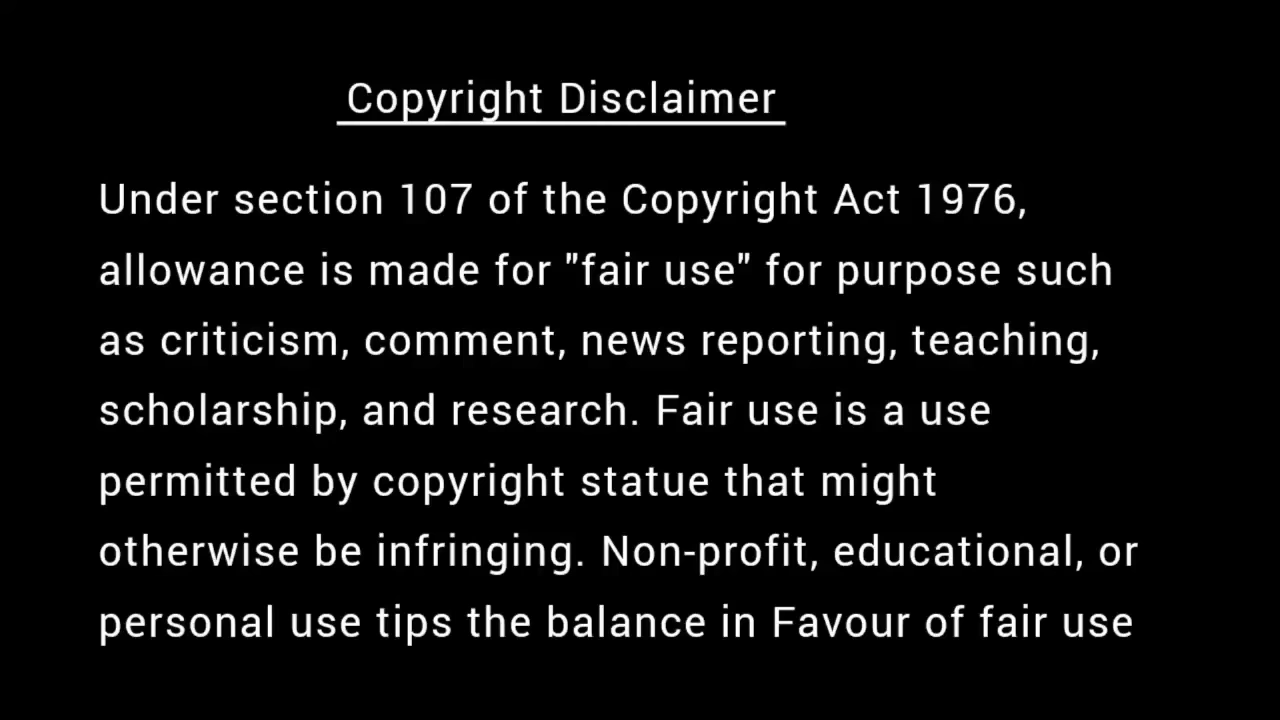 Copyright Disclaimer
Under section 107 of the Copyright Act 1976,
allowance is made for "fair use" for purpose such
as criticism, comment, news reporting, teaching,
scholarship, and research. Fair use is a use
permitted by copyright statue that might
otherwise be infringing. Non-profit, educational, or
personal use tips the balance in Favour of fair use